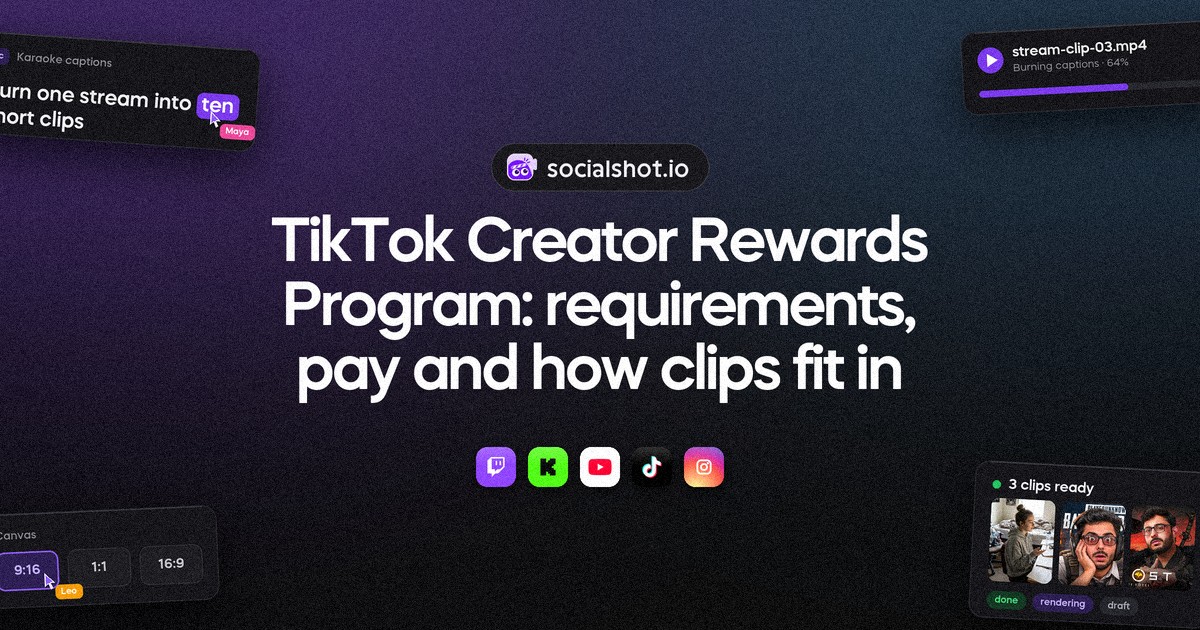 Karaoke captions
urn one stream into ten
hort clips
Maya
stream-clip-03.mp4
Burning captions · 64%
socialshot.io
TikTok Creator Rewards
Program: requirements,
pay and how clips fit in
Canvas
9:16
1:1
16:9
Leo
3 clips ready
done
rendering
draft